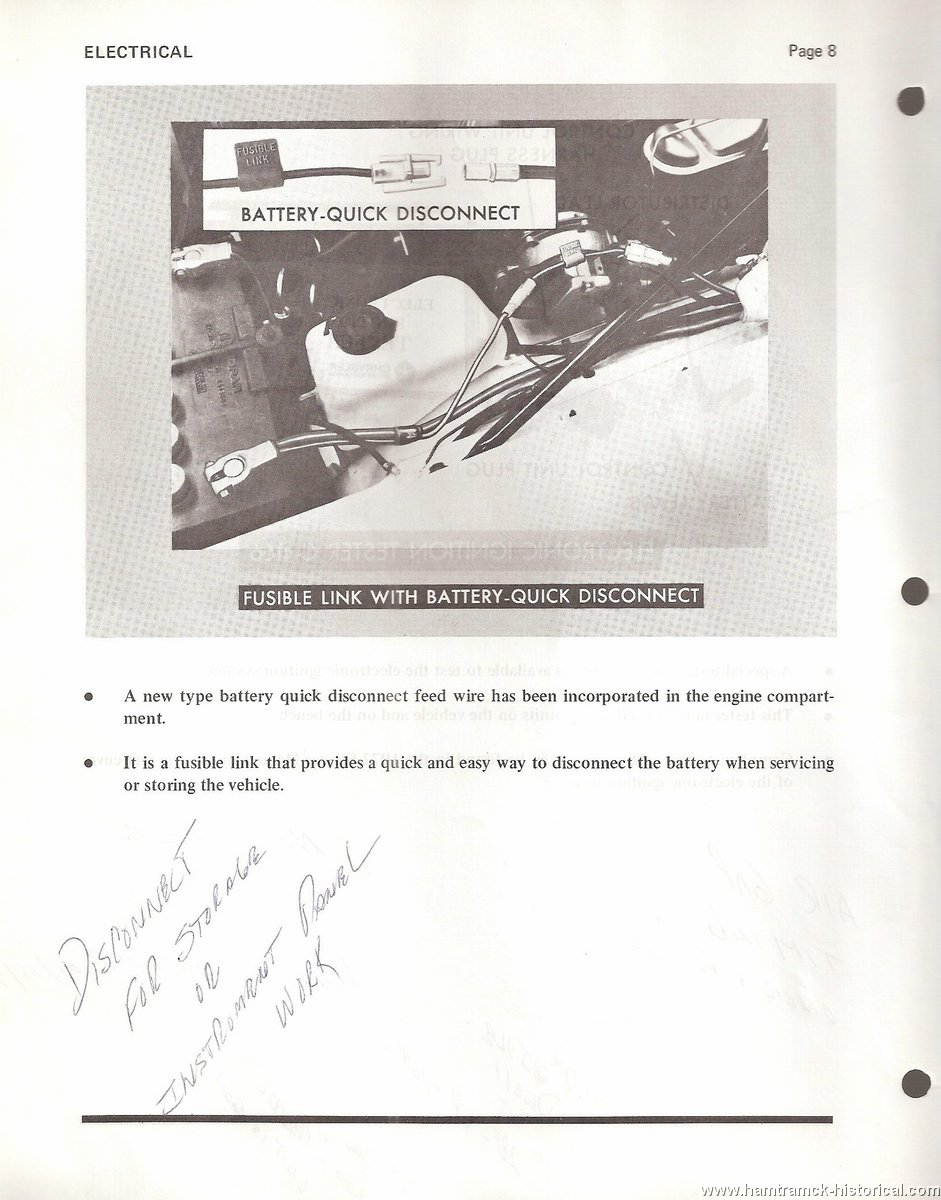 ELECTRICAL
Page 8
FUSIBLE
LINK
BATTERY-QUICK DISCONNECT
FUSIBLE LINK WITH BATTERY-QUICK DISCONNECT
● A new type battery quick disconnect feed wire has been incorporated in the engine compart-
ment.
● It is a fusible link that provides a quick and easy way to disconnect the battery when servicing
or storing the vehicle.
DISCONNECT
FOR STORAGE
OR
INSTROMANT PANEL
WORK
www.hamtramck-historical.com